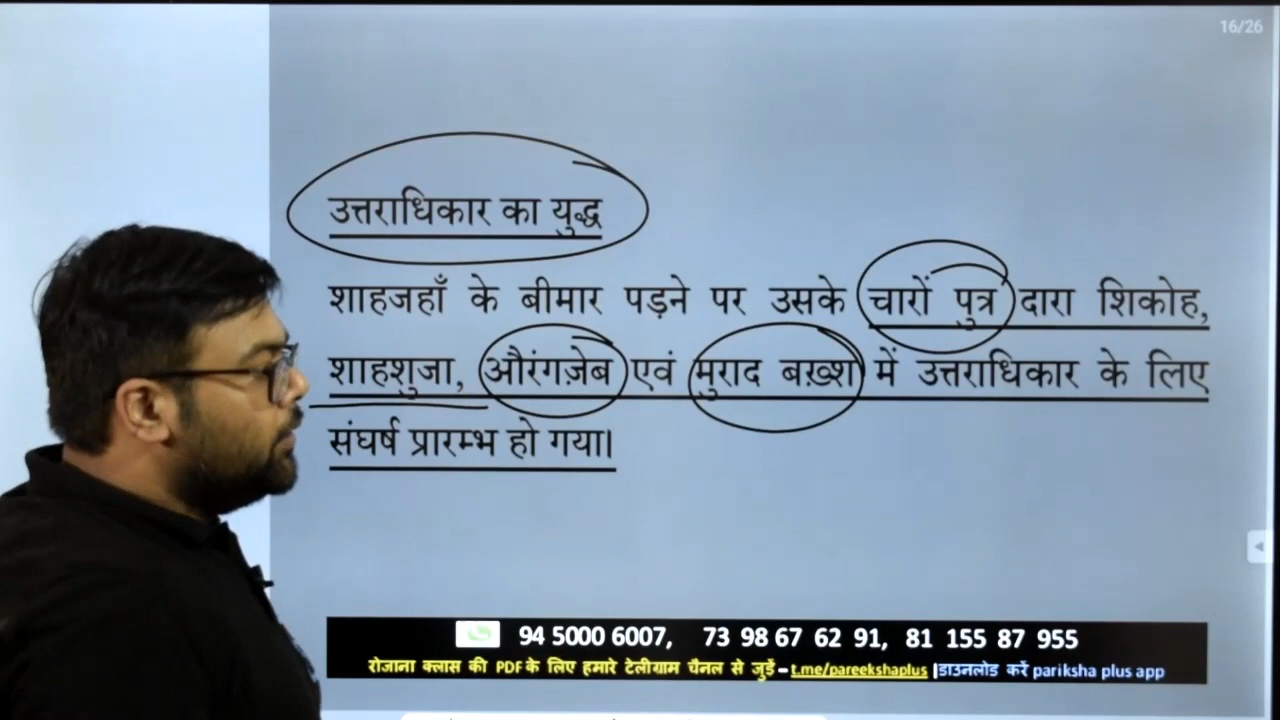 16/26
उत्तराधिकार का युद्ध
शाहजहाँ के बीमार पड़ने पर उसके चारों पुत्र दारा शिकोह,
शाहशुजा, औरंगज़ेब एवं मुराद बख़्श में उत्तराधिकार के लिए
संघर्ष प्रारम्भ हो गया।
94 5000 6007, 73 98 67 62 91, 81 155 87 955
रोजाना क्लास की PDF के लिए हमारे टेलीग्राम चैनल से जुड़ें – t.me/pareekshaplus |डाउनलोड करें pariksha plus app